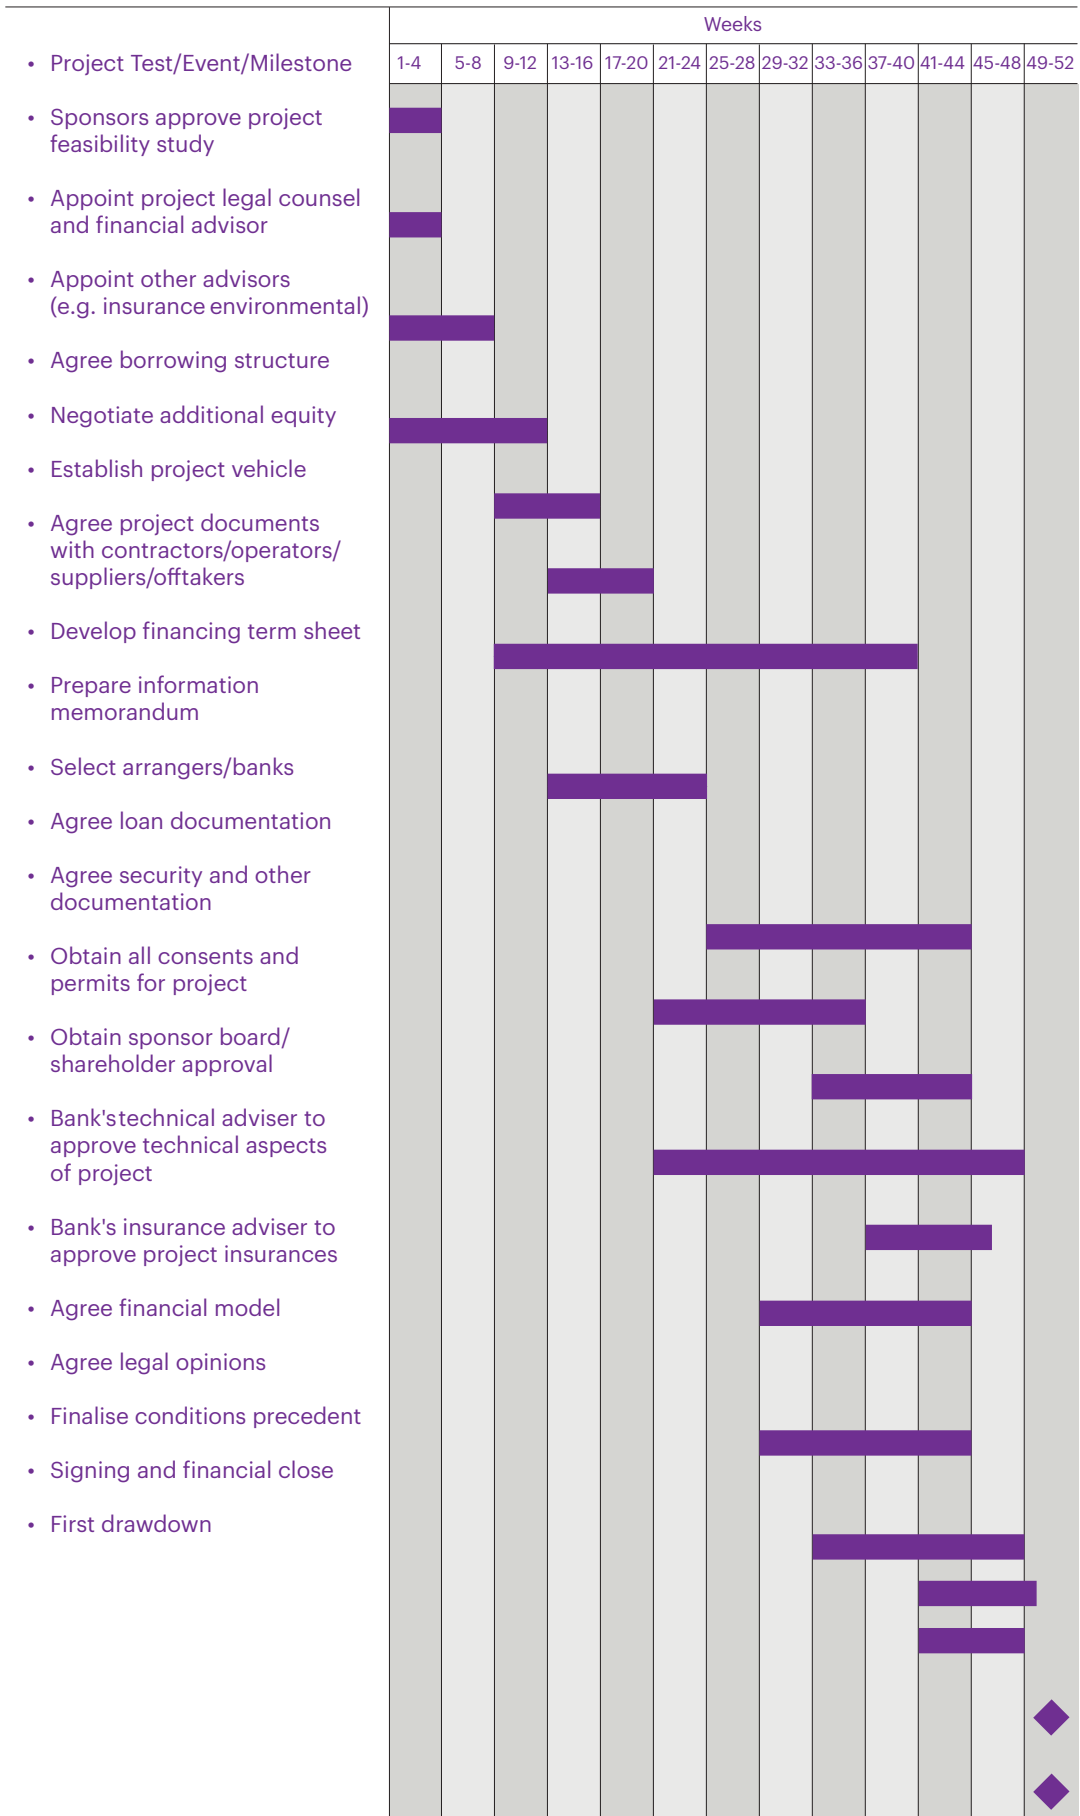 Weeks
• Project Test/Event/Milestone
1-4 5-8 9-12 13-16 17-20 21-24 25-28 29-32 33-36 37-40 41-44 45-48 49-52
• Sponsors approve project
feasibility study
• Appoint project legal counsel
and financial advisor
• Appoint other advisors
(e.g. insurance environmental)
• Agree borrowing structure
• Negotiate additional equity
• Establish project vehicle
• Agree project documents
with contractors/operators/
suppliers/offtakers
• Develop financing term sheet
• Prepare information
memorandum
• Select arrangers/banks
• Agree loan documentation
• Agree security and other
documentation
• Obtain all consents and
permits for project
• Obtain sponsor board/
shareholder approval
• Bank's technical adviser to
approve technical aspects
of project
• Bank's insurance adviser to
approve project insurances
• Agree financial model
• Agree legal opinions
• Finalise conditions precedent
• Signing and financial close
• First drawdown